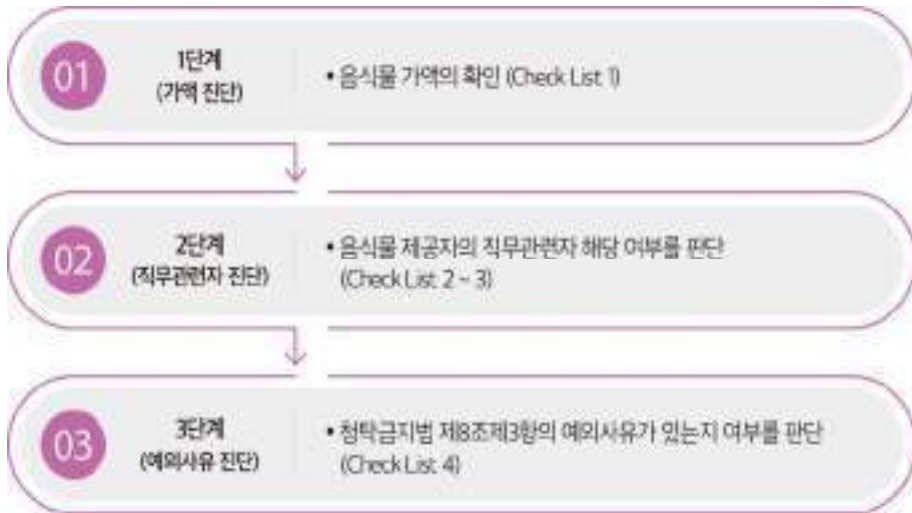 01
1단계
(가액 진단)
• 음식물 가액의 확인 (Check List 1)
02
2단계
(직무관련자 진단)
• 음식물 제공자의 직무관련자 해당 여부를 판단
(Check List 2 ~ 3)
03
3단계
(예외사유 진단)
• 청탁금지법 제8조제3항의 예외사유가 있는지 여부를 판단
(Check List 4)